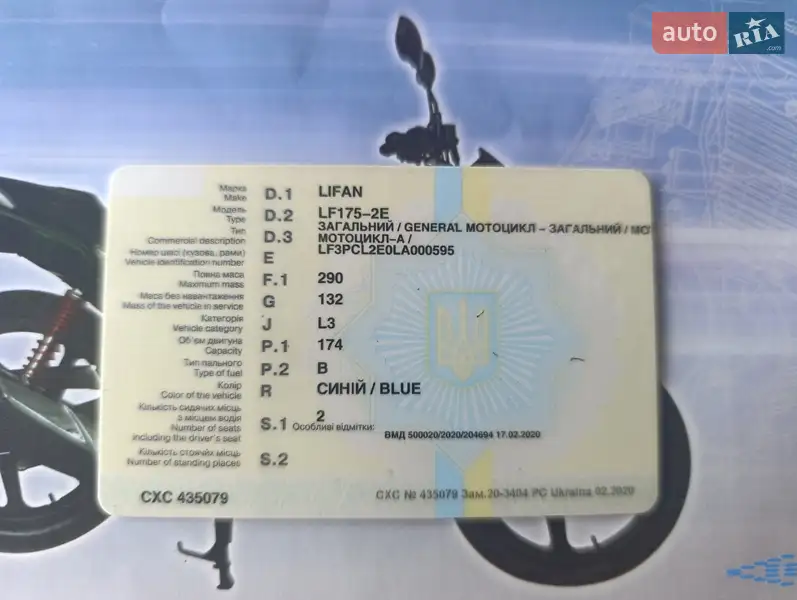 auto RIA .com
Марка
Make D.1 LIFAN
Модель
Type D.2 LF175-2E
Тип
Commercial description D.3 ЗАГАЛЬНИЙ / GENERAL МОТОЦИКЛ - ЗАГАЛЬНИЙ / МО
МОТОЦИКЛ-А /
Номер шасі (кузова, рами)
Vehicle identification number E LF3PCL2E0LA000595
Повна маса
Maximum mass F.1 290
Маса без навантаження
Mass of the vehicle in service G 132
Категорія
Vehicle category J L3
Об'єм двигуна
Capacity P.1 174
Тип пального
Type of fuel P.2 B
Колір
Color of the vehicle R СИНІЙ / BLUE
Кількість сидячих місць
з місцем водія
Number of seats
including the driver's seat S.1 2
Особливі відмітки: ВМД 500020/2020/204694 17.02.2020
Кількість стоячих місць
Number of standing places S.2
СХС 435079
СХС № 435079 Зам.20-3404 РС Ukraina 02.2020